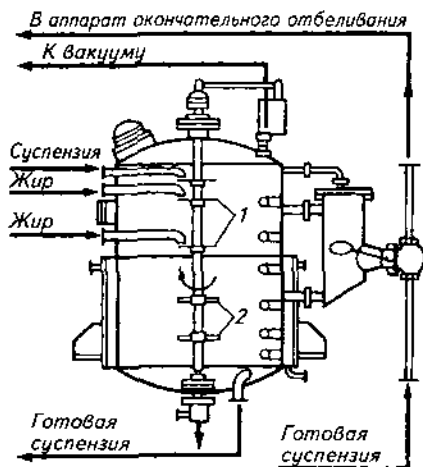 В аппарат окончательного отбеливания
К вакууму
Суспензия
Жир
Жир
1
2
Готовая
суспензия
Готовая
суспензия